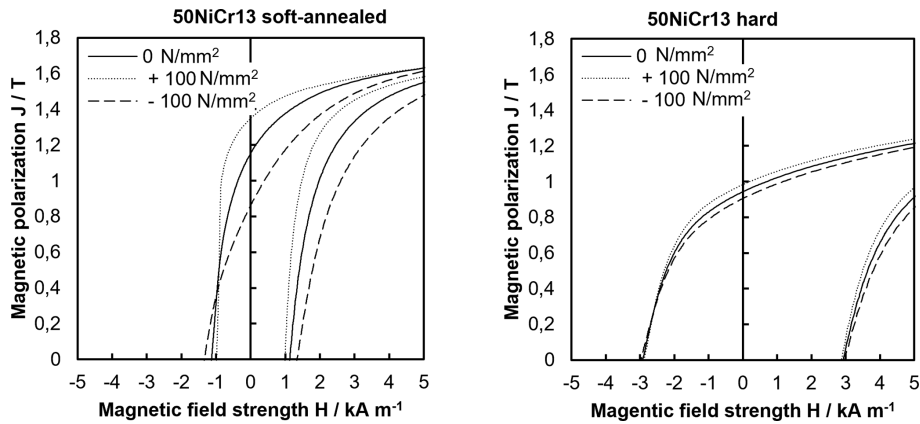 50NiCr13 soft-annealed
Magnetic polarization J / T
1,8
1,6
1,4
1,2
1
0,8
0,6
0,4
0,2
0
0 N/mm²
+ 100 N/mm²
- 100 N/mm²
-5 -4 -3 -2 -1 0 1 2 3 4 5
Magnetic field strength H / kA m⁻¹
50NiCr13 hard
Magnetic polarization J / T
1,8
1,6
1,4
1,2
1
0,8
0,6
0,4
0,2
0
0 N/mm²
+ 100 N/mm²
- 100 N/mm²
-5 -4 -3 -2 -1 0 1 2 3 4 5
Magentic field strength H / kA m⁻¹